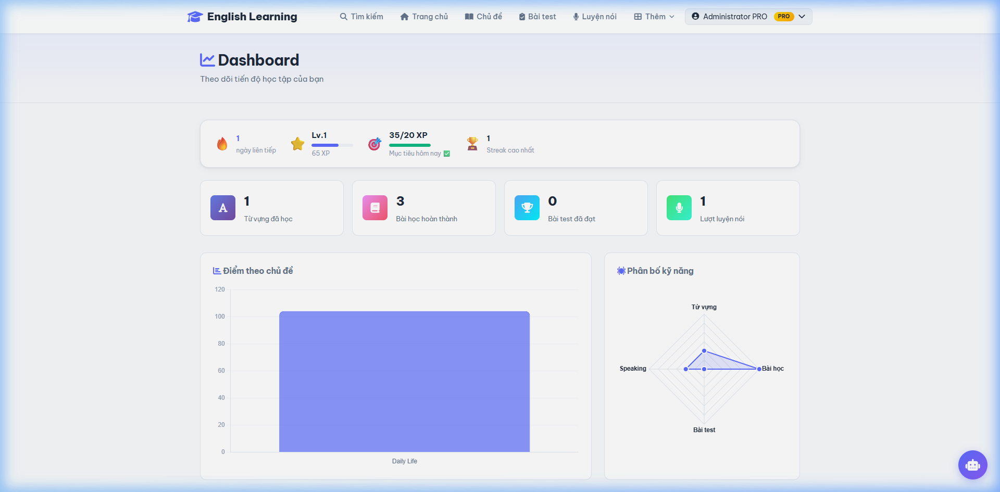 English Learning
Tìm kiếm
Trang chủ
Chủ đề
Bài test
Luyện nói
Thêm
Administrator PRO PRO
Dashboard
Theo dõi tiến độ học tập của bạn
1
ngày liên tiếp
Lv.1
65 XP
35/20 XP
Mục tiêu hôm nay ✅
1
Streak cao nhất
A
1
Từ vựng đã học
3
Bài học hoàn thành
0
Bài test đã đạt
1
Lượt luyện nói
Điểm theo chủ đề
120
100
80
60
40
20
0
Daily Life
Phân bố kỹ năng
Từ vựng
Speaking
Bài học
Bài test